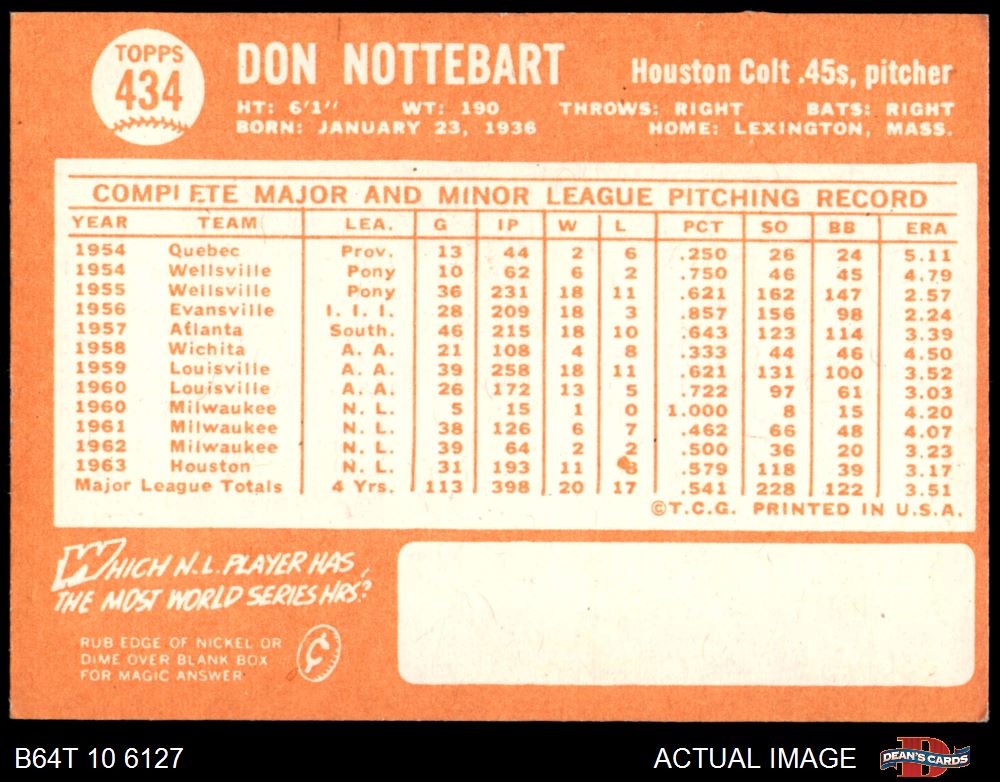 TOPPS
434
DON NOTTEBART
Houston Colt .45s, pitcher
HT: 6'1" WT: 190 THROWS: RIGHT BATS: RIGHT
BORN: JANUARY 23, 1936 HOME: LEXINGTON, MASS.
COMPLETE MAJOR AND MINOR LEAGUE PITCHING RECORD
YEAR TEAM LEA. G IP W L PCT SO BB ERA
1954 Quebec Prov. 13 44 2 6 .250 26 24 5.11
1954 Wellsville Pony 10 62 6 2 .750 46 45 4.79
1955 Wellsville Pony 36 231 18 11 .621 162 147 2.57
1956 Evansville I. I. I. 28 209 18 3 .857 156 98 2.24
1957 Atlanta South. 46 215 18 10 .643 123 114 3.39
1958 Wichita A. A. 21 108 4 8 .333 44 46 4.50
1959 Louisville A. A. 39 258 18 11 .621 131 100 3.52
1960 Louisville A. A. 26 172 13 5 .722 97 61 3.03
1960 Milwaukee N. L. 5 15 1 0 1.000 8 15 4.20
1961 Milwaukee N. L. 38 126 6 7 .462 66 48 4.07
1962 Milwaukee N. L. 39 64 2 2 .500 36 20 3.23
1963 Houston N. L. 31 193 11 8 .579 118 39 3.17
Major League Totals 4 Yrs. 113 398 20 17 .541 228 122 3.51
©T.C.G. PRINTED IN U.S.A.
WHICH N.L. PLAYER HAS
THE MOST WORLD SERIES HRS?
RUB EDGE OF NICKEL OR
DIME OVER BLANK BOX
FOR MAGIC ANSWER
¢
B64T 10 6127
ACTUAL IMAGE
DEAN'S CARDS